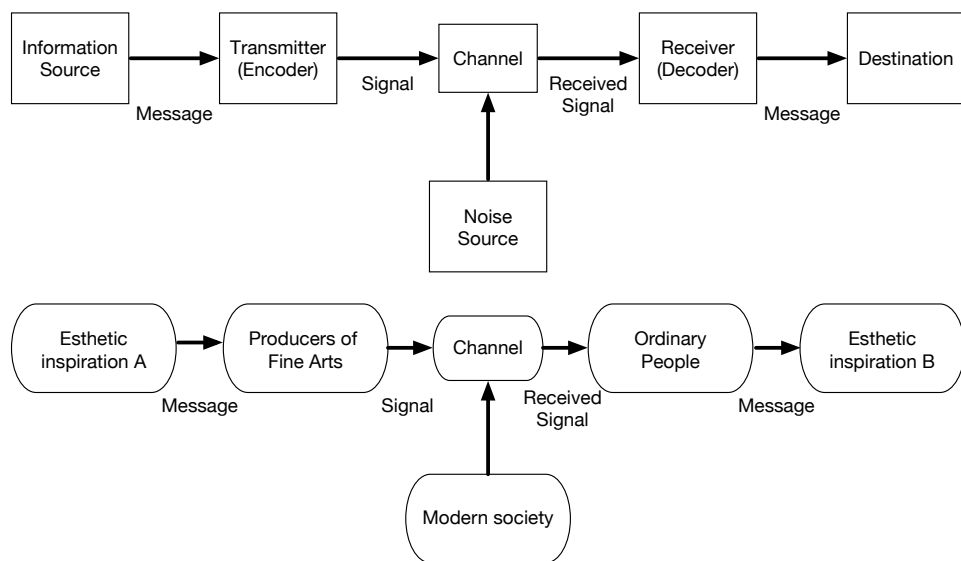 Information
Source
Transmitter
(Encoder)
Channel
Receiver
(Decoder)
Destination
Message
Signal
Received
Signal
Message
Noise
Source
Esthetic
inspiration A
Producers of
Fine Arts
Channel
Ordinary
People
Esthetic
inspiration B
Message
Signal
Received
Signal
Message
Modern society